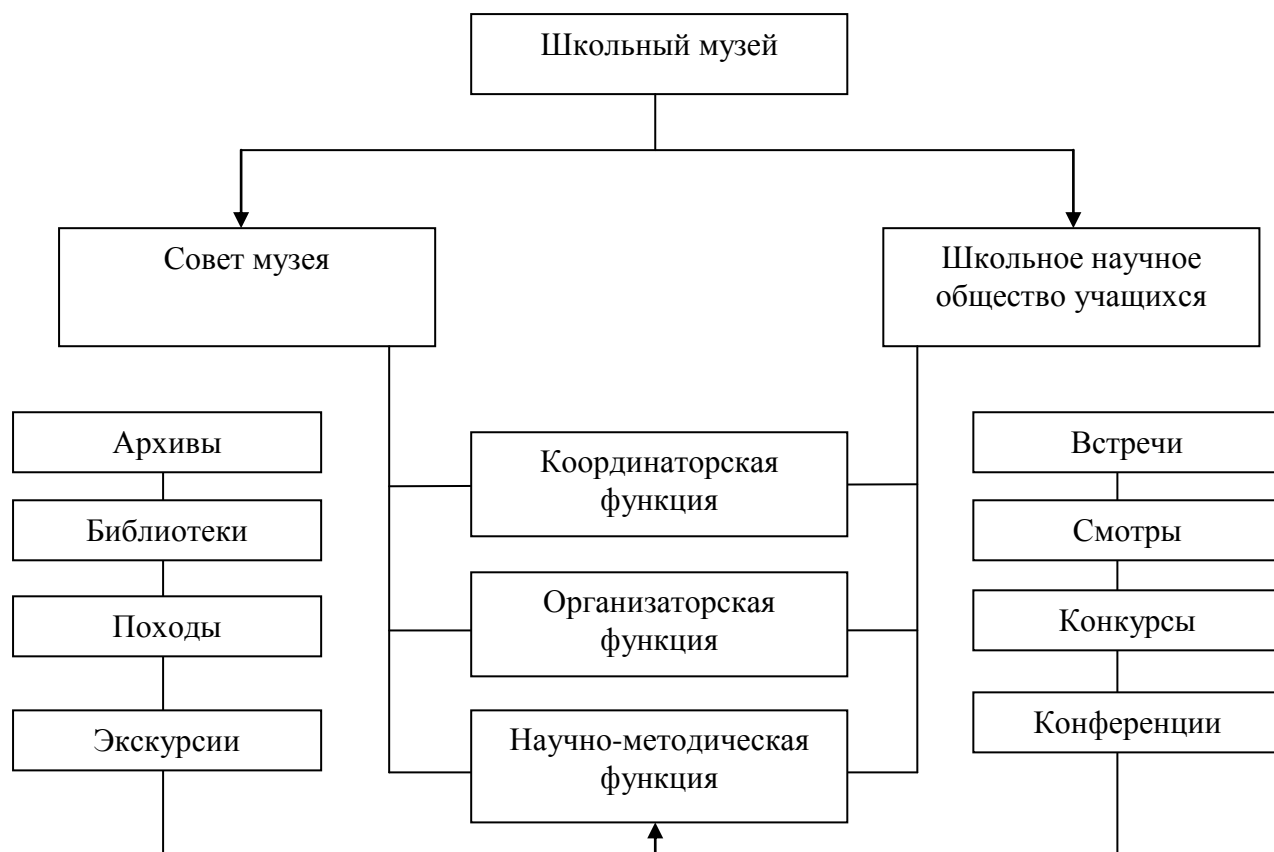 Школьный музей
Совет музея
Школьное научное
общество учащихся
Архивы
Библиотеки
Походы
Экскурсии
Координаторская
функция
Организаторская
функция
Научно-методическая
функция
Встречи
Смотры
Конкурсы
Конференции